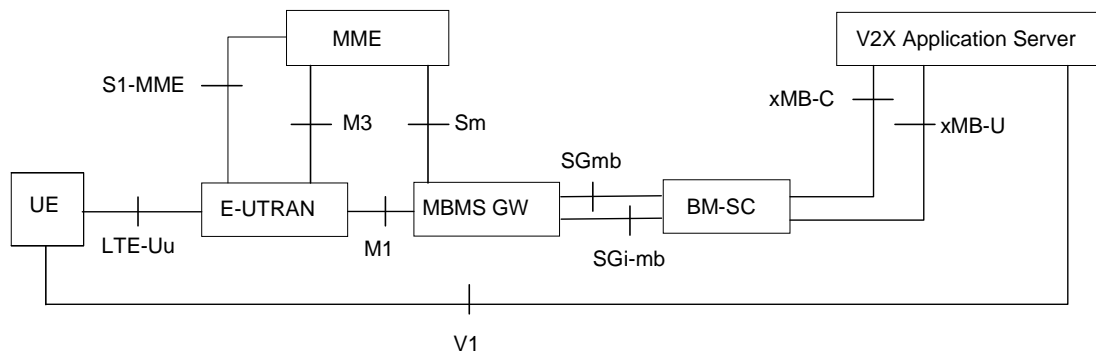 MME
V2X Application Server
S1-MME
xMB-C
M3
Sm
xMB-U
SGmb
UE
E-UTRAN
MBMS GW
BM-SC
LTE-Uu
M1
SGi-mb
V1